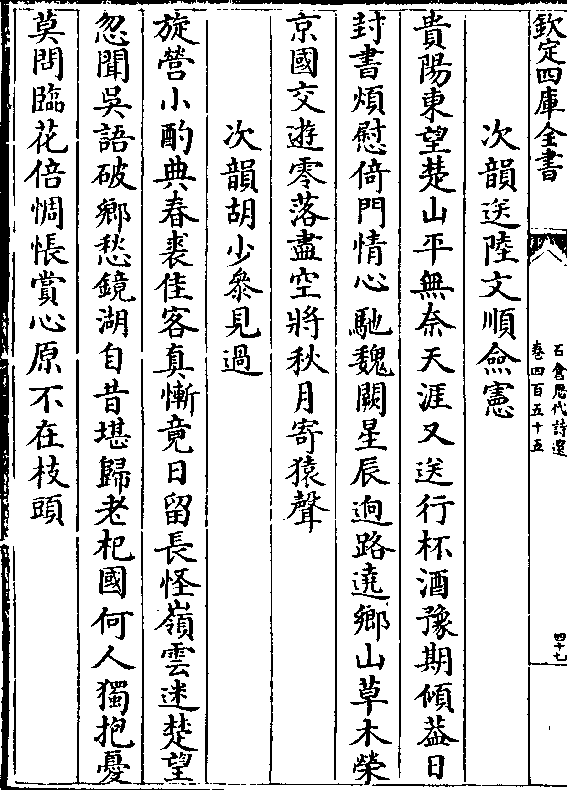 欽定四庫全書
石倉歷代詩選
卷四百五十五
四十七
次韻送陸文順僉憲
貴陽東望楚山平無奈天涯又送行杯酒豫期傾葢日
封書煩慰倚門情心馳魏闕星辰逈路遶鄉山草木榮
京國交遊零落盡空將秋月寄猿聲
次韻胡少叅見過
旋營小酌典春裘佳客真慚竟日留長怪嶺雲迷楚望
忽聞吳語破鄉愁鏡湖自昔堪歸老杞國何人獨抱憂
莫問臨花倍惆悵賞心原不在枝頭